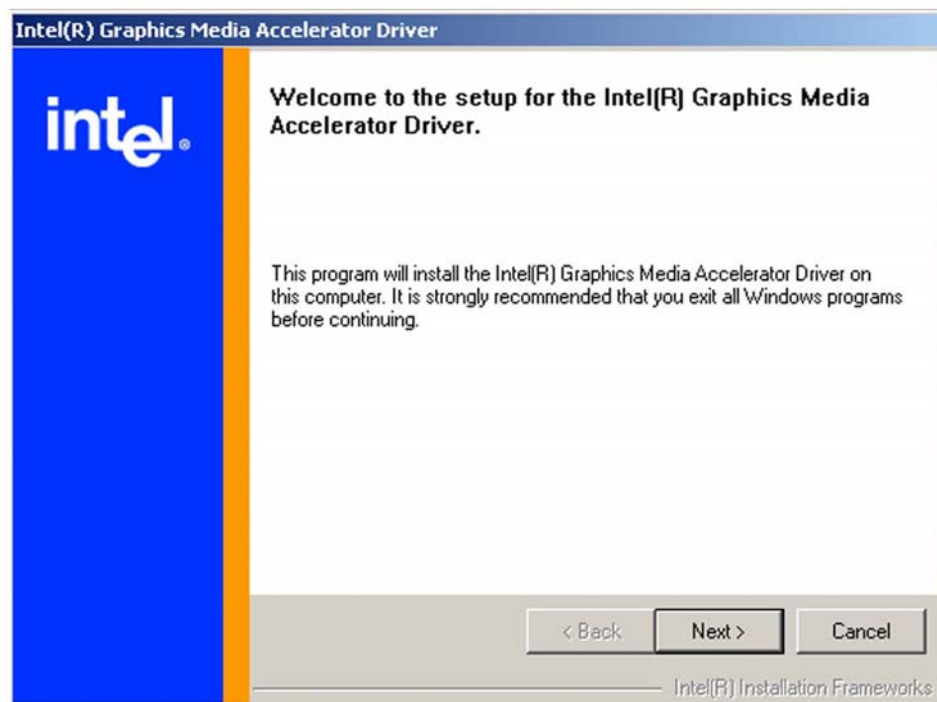 Intel(R) Graphics Media Accelerator Driver
intel®
Welcome to the setup for the Intel(R) Graphics Media
Accelerator Driver.
This program will install the Intel(R) Graphics Media Accelerator Driver on
this computer. It is strongly recommended that you exit all Windows programs
before continuing.
< Back
Next >
Cancel
Intel(R) Installation Frameworks